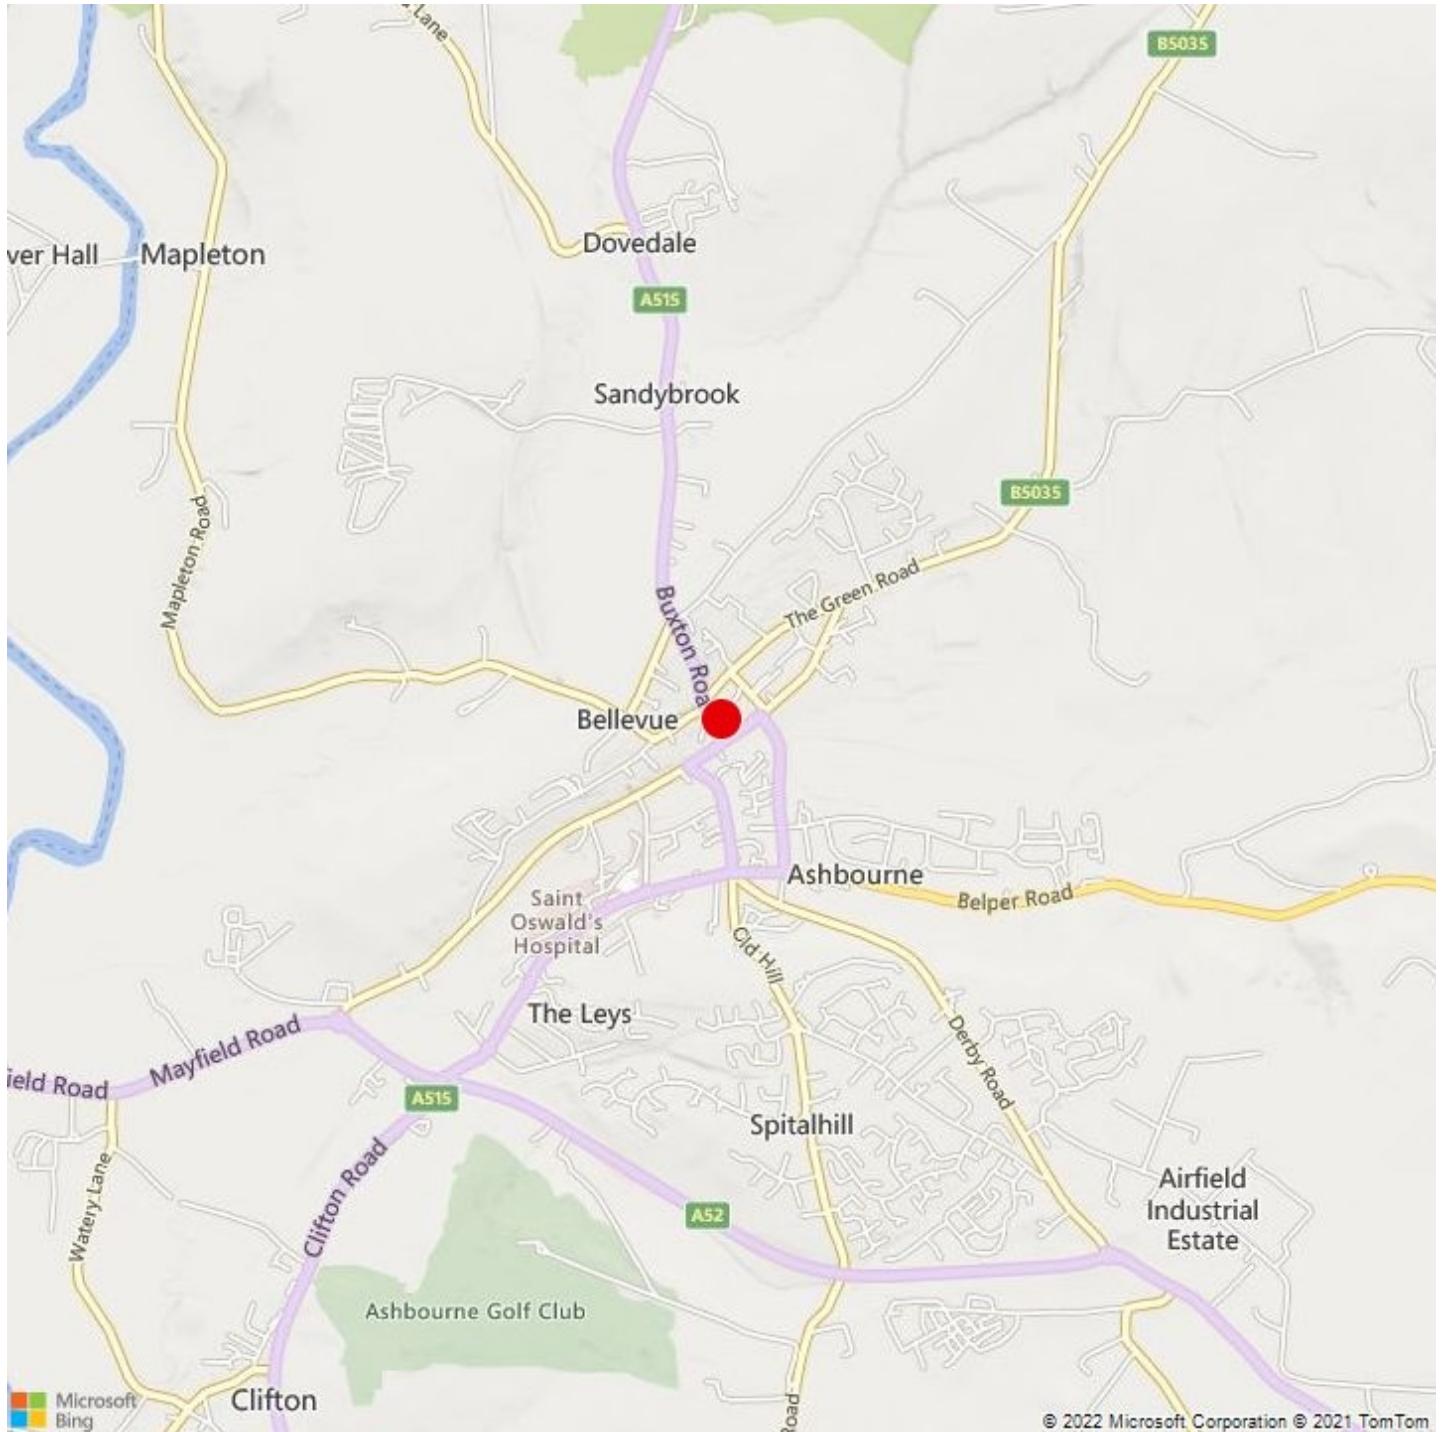 Lane
B5035
Dovedale
ver Hall
Mapleton
A515
Sandybrook
B5035
Mapleton Road
The Green Road
Buxton Roa
Bellevue
Ashbourne
Belper Road
Saint
Oswald's
Hospital
Old Hill
The Leys
Mayfield Road
ield Road
Derby Road
A515
Spitalhill
Clifton Road
Watery Lane
Airfield
Industrial
Estate
A52
Ashbourne Golf Club
Clifton
Road
Microsoft
Bing
© 2022 Microsoft Corporation © 2021 TomTom